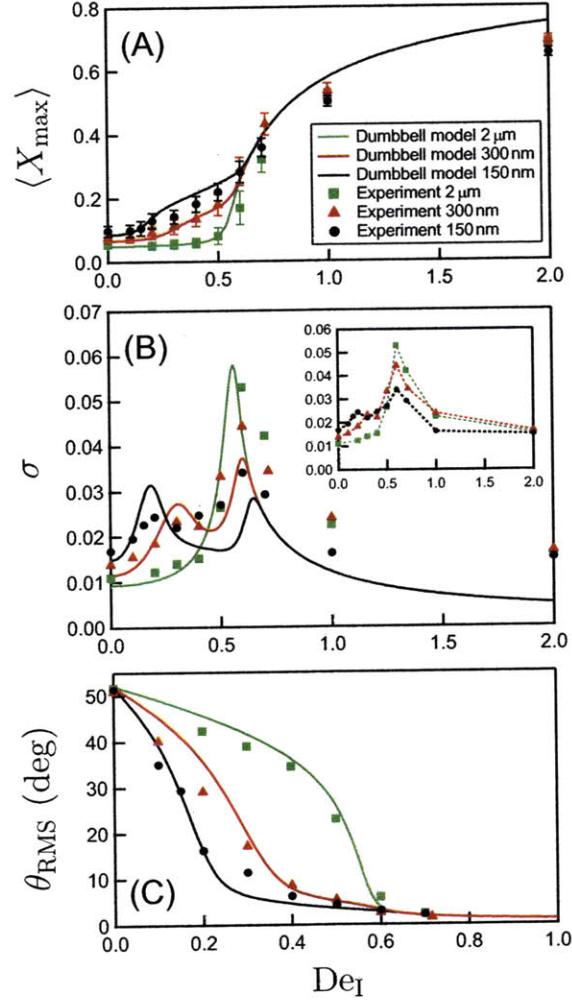 0.8
(A)
0.6
⟨X_max⟩
0.4
Dumbbell model 2 μm
Dumbbell model 300 nm
Dumbbell model 150 nm
0.2
Experiment 2 μm
Experiment 300 nm
Experiment 150 nm
0.0
0.0 0.5 1.0 1.5 2.0
0.07
(B)
0.06
0.06
0.05
0.05
0.04
0.03
0.02
0.01
0.00
0.0 0.5 1.0 1.5 2.0
0.04
σ
0.03
0.02
0.01
0.00
0.0 0.5 1.0 1.5 2.0
50
40
θ_RMS (deg)
30
20
10
(C)
0
0.0 0.2 0.4 0.6 0.8 1.0
De_I